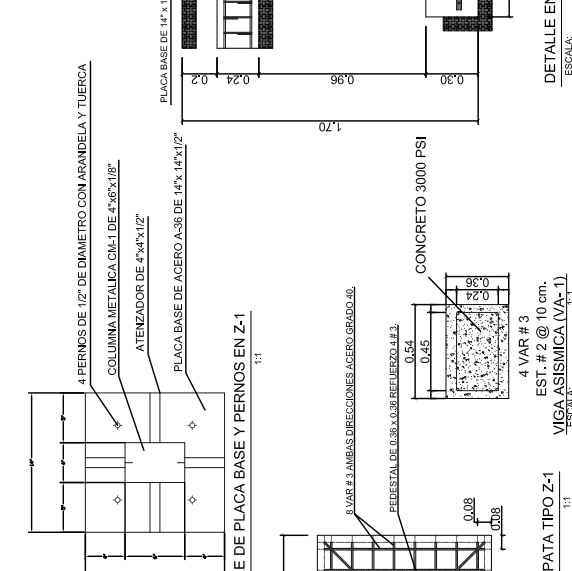 PLACA BASE DE 14" x 1
0.2
0.24
0.96
0.30
1.70
DETALLE EN
ESCALA:
4 PERNOS DE 1/2" DE DIAMETRO CON ARANDELA Y TUERCA
COLUMNA METALICA CM-1 DE 4"x6"x1/8"
ATENZADOR DE 4"x4"x1/2"
PLACA BASE DE ACERO A-36 DE 14"x 14"x1/2"
E DE PLACA BASE Y PERNOS EN Z-1
1:1
CONCRETO 3000 PSI
0.36
0.24
0.54
0.45
4 VAR # 3
EST. # 2 @ 10 cm.
VIGA ASISMICA (VA- 1)
ESCALA:
1:1
8 VAR # 3 AMBAS DIRECCIONES ACERO GRADO 40.
PEDESTAL DE 0.36 x 0.36 REFUERZO 4 # 3.
0.08
0.08
PATA TIPO Z-1
1:1